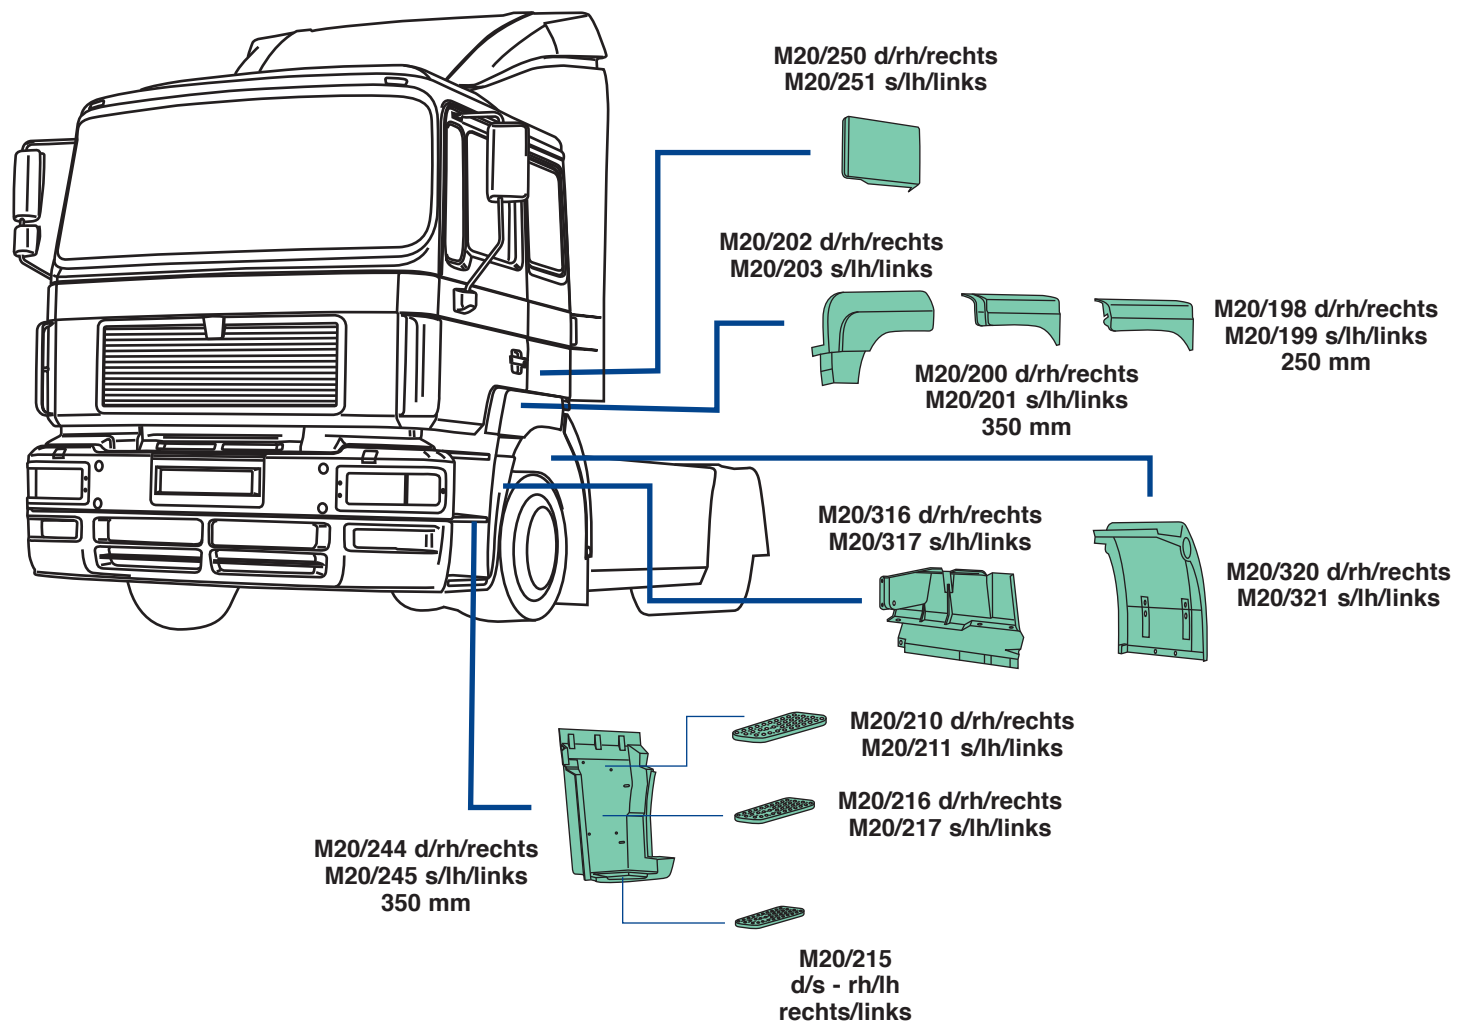 M20/250 d/rh/rechts
M20/251 s/lh/links
M20/202 d/rh/rechts
M20/203 s/lh/links
M20/198 d/rh/rechts
M20/199 s/lh/links
250 mm
M20/200 d/rh/rechts
M20/201 s/lh/links
350 mm
M20/316 d/rh/rechts
M20/317 s/lh/links
M20/320 d/rh/rechts
M20/321 s/lh/links
M20/210 d/rh/rechts
M20/211 s/lh/links
M20/216 d/rh/rechts
M20/217 s/lh/links
M20/244 d/rh/rechts
M20/245 s/lh/links
350 mm
M20/215
d/s - rh/lh
rechts/links